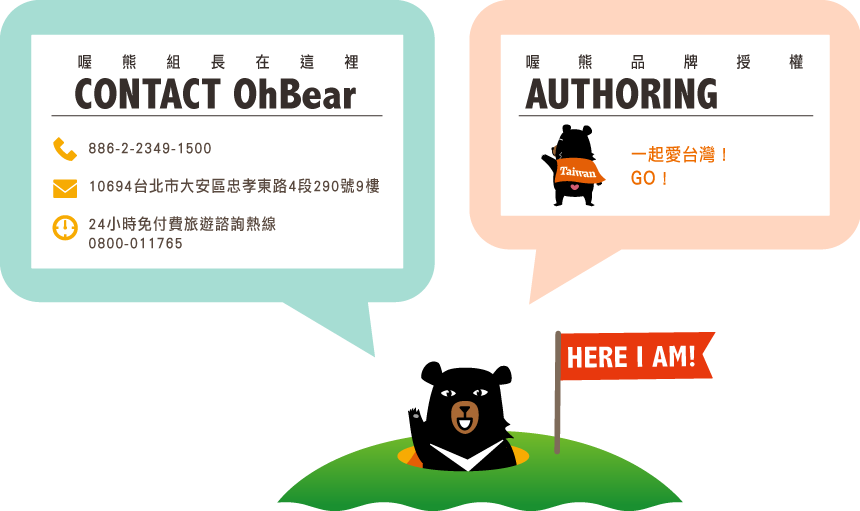 喔熊組長在這裡
CONTACT OhBear
886-2-2349-1500
10694台北市大安區忠孝東路4段290號9樓
24小時免付費旅遊諮詢熱線
0800-011765
喔熊品牌授權
AUTHORING
Taiwan
一起愛台灣！
GO！
HERE I AM!